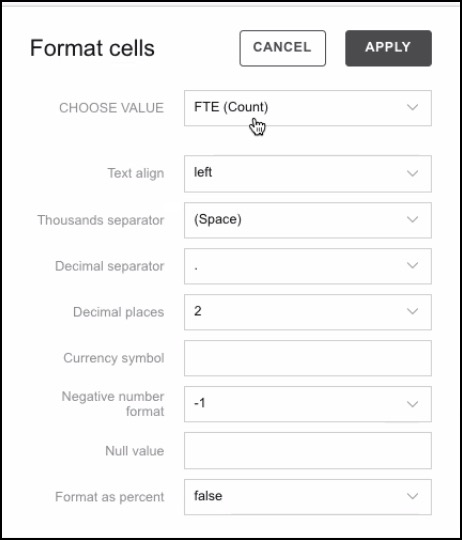 Format cells CANCEL APPLY
CHOOSE VALUE FTE (Count)
Text align left
Thousands separator (Space)
Decimal separator .
Decimal places 2
Currency symbol
Negative number
format -1
Null value
Format as percent false